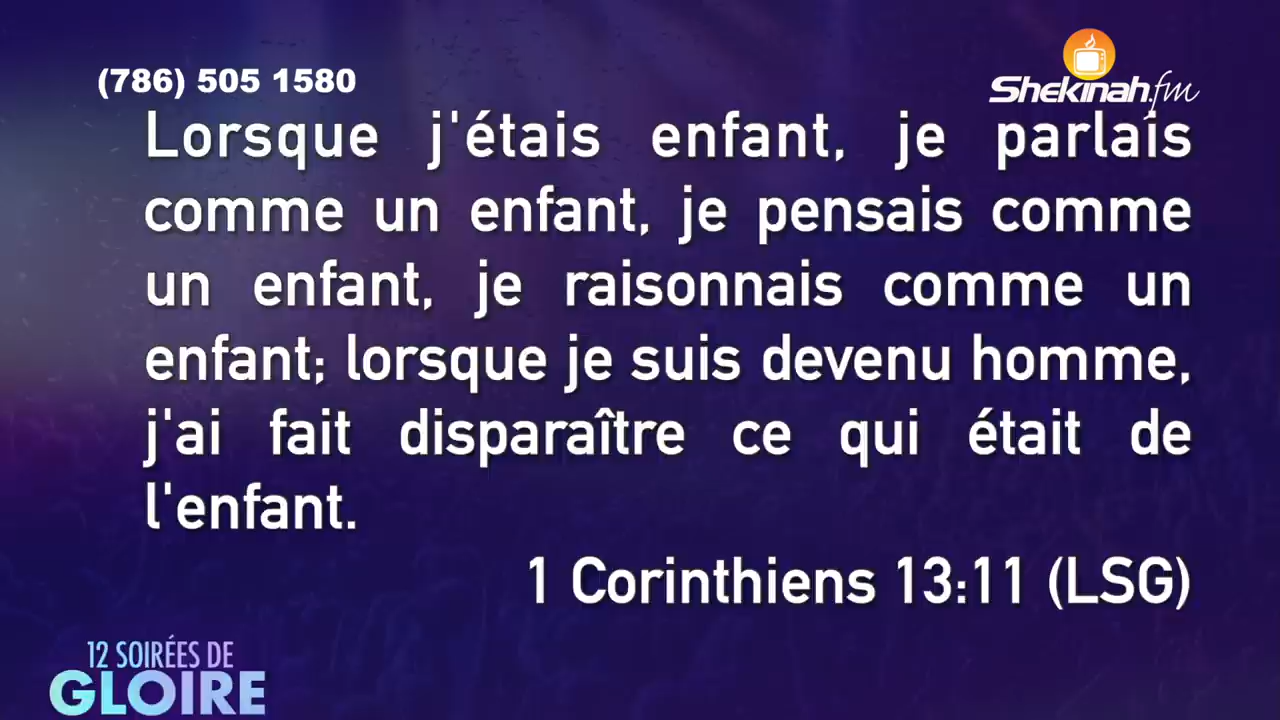 (786) 505 1580
Shekinah.fm
Lorsque j'étais enfant, je parlais
comme un enfant, je pensais comme
un enfant, je raisonnais comme un
enfant; lorsque je suis devenu homme,
j'ai fait disparaître ce qui était de
l'enfant.
1 Corinthiens 13:11 (LSG)
12 SOIRÉES DE
GLOIRE